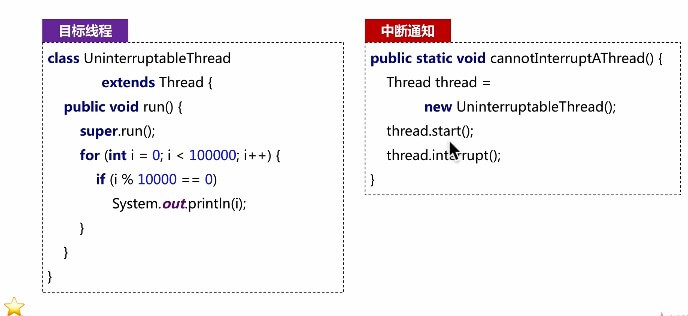 目标线程
class UninterruptableThread
extends Thread {
public void run() {
super.run();
for (int i = 0; i < 100000; i++) {
if (i % 10000 == 0)
System.out.println(i);
}
}
}
中断通知
public static void cannotInterruptAThread() {
Thread thread =
new UninterruptableThread();
thread.start();
thread.interrupt();
}